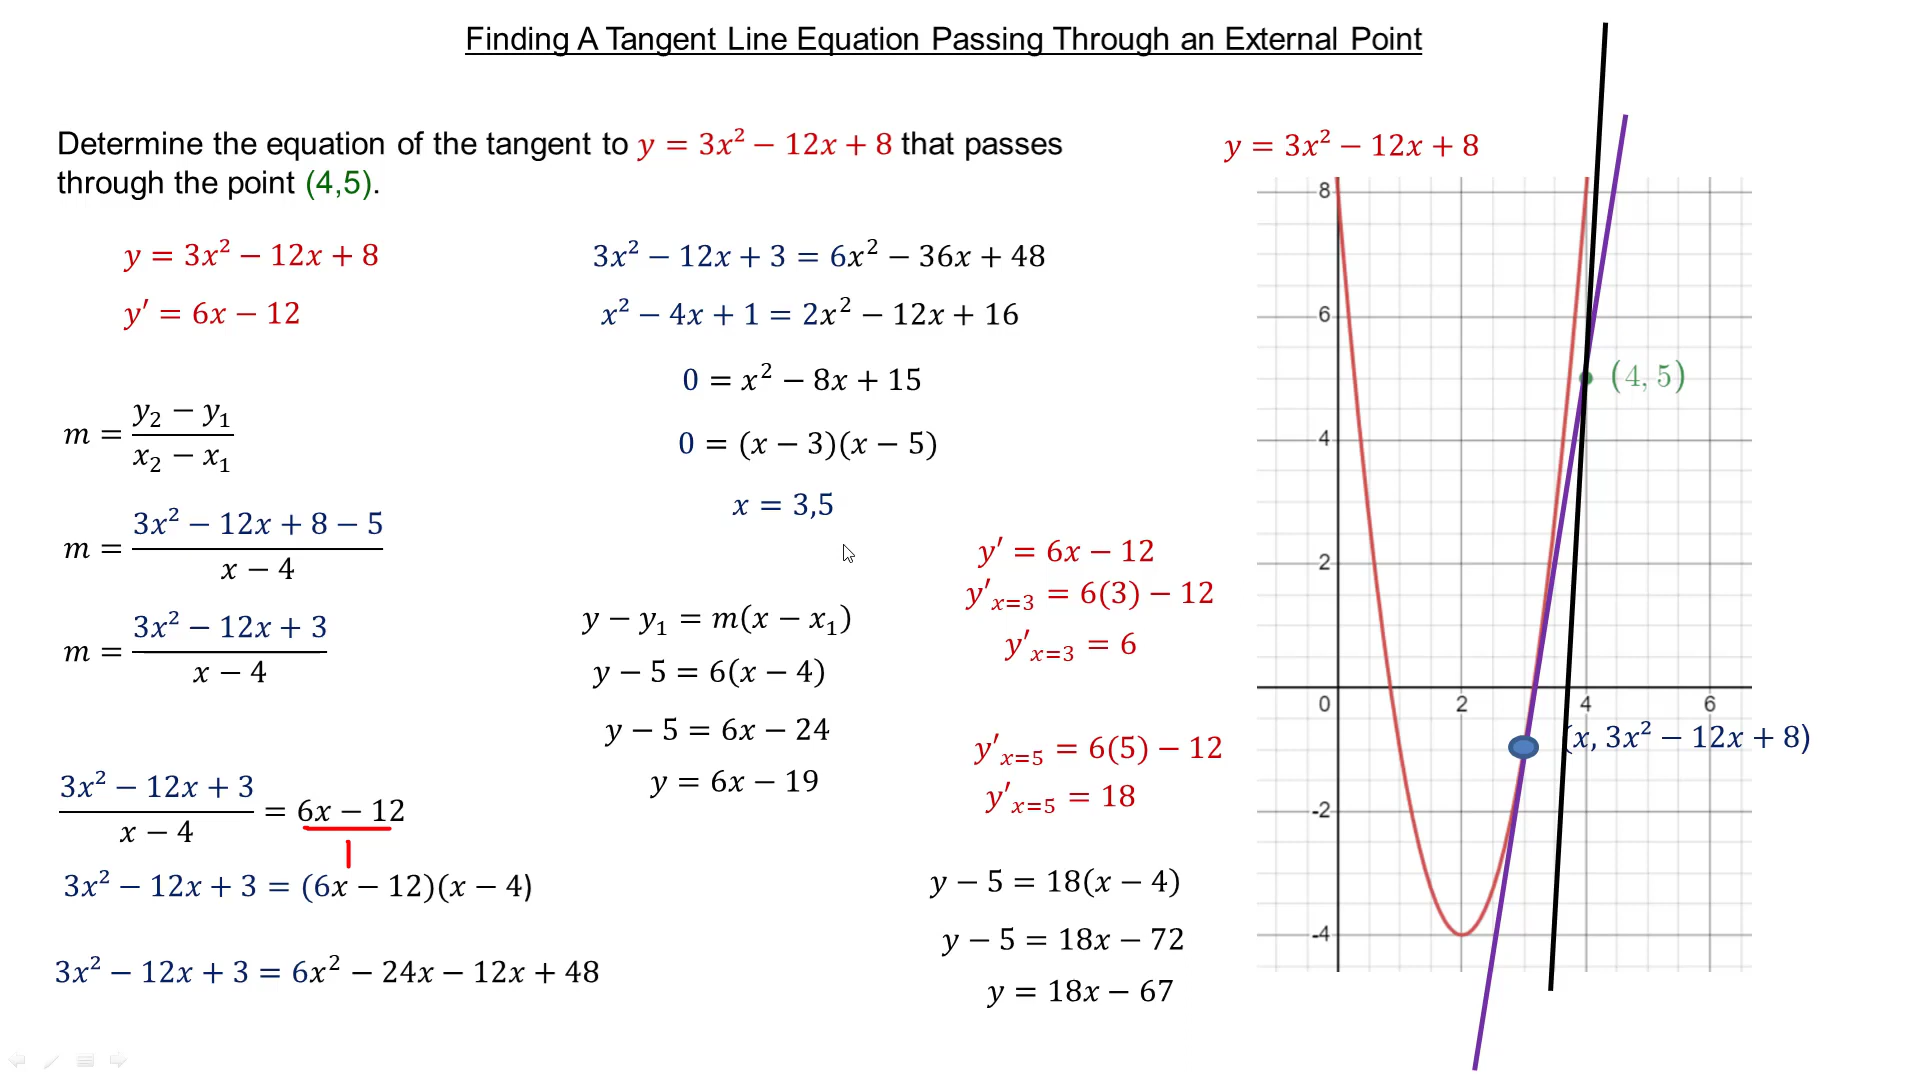 Finding A Tangent Line Equation Passing Through an External Point
Determine the equation of the tangent to y = 3x² − 12x + 8 that passes
through the point (4,5).
y = 3x² − 12x + 8
y′ = 6x − 12
m = (y₂ − y₁)/(x₂ − x₁)
m = (3x² − 12x + 8 − 5)/(x − 4)
m = (3x² − 12x + 3)/(x − 4)
(3x² − 12x + 3)/(x − 4) = 6x − 12
1
3x² − 12x + 3 = (6x − 12)(x − 4)
3x² − 12x + 3 = 6x² − 24x − 12x + 48
3x² − 12x + 3 = 6x² − 36x + 48
x² − 4x + 1 = 2x² − 12x + 16
0 = x² − 8x + 15
0 = (x − 3)(x − 5)
x = 3,5
y − y₁ = m(x − x₁)
y − 5 = 6(x − 4)
y − 5 = 6x − 24
y = 6x − 19
y′ = 6x − 12
y′ₓ₌₃ = 6(3) − 12
y′ₓ₌₃ = 6
y′ₓ₌₅ = 6(5) − 12
y′ₓ₌₅ = 18
y − 5 = 18(x − 4)
y − 5 = 18x − 72
y = 18x − 67
y = 3x² − 12x + 8
8
6
(4, 5)
4
2
0 2 4 6
(x, 3x² − 12x + 8)
-2
-4